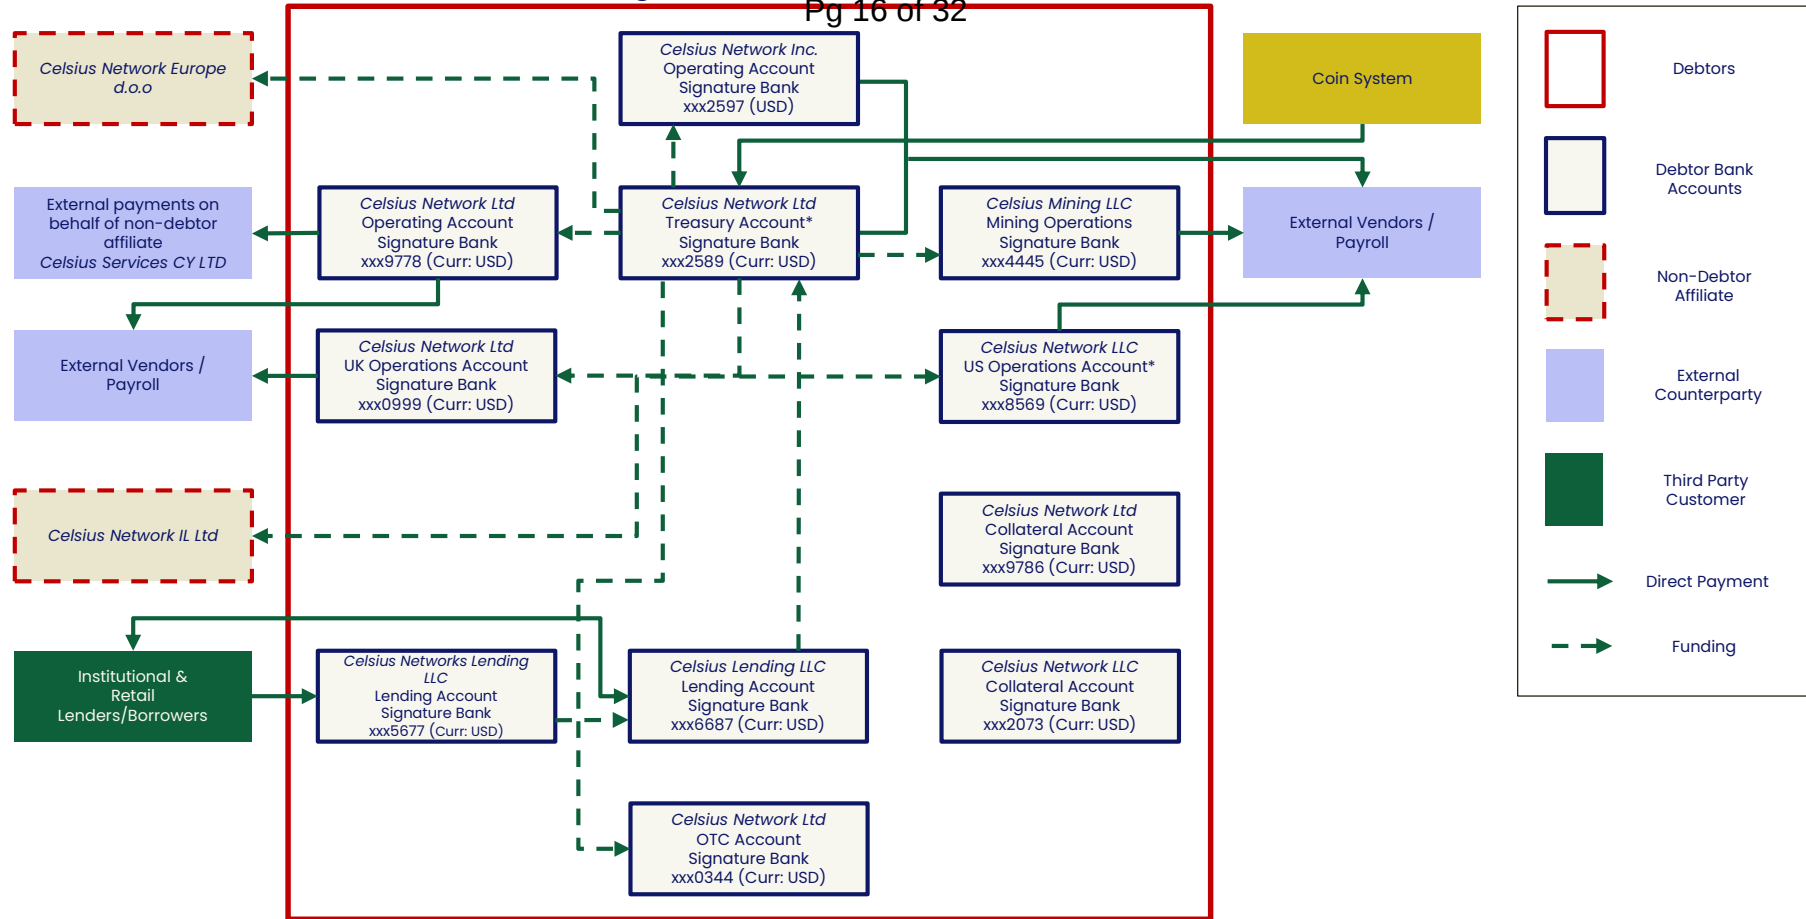 Pg 16 of 32
Celsius Network Europe
d.o.o
Celsius Network Inc.
Operating Account
Signature Bank
xxx2597 (USD)
Coin System
External payments on
behalf of non-debtor
affiliate
Celsius Services CY LTD
Celsius Network Ltd
Operating Account
Signature Bank
xxx9778 (Curr: USD)
Celsius Network Ltd
Treasury Account*
Signature Bank
xxx2589 (Curr: USD)
Celsius Mining LLC
Mining Operations
Signature Bank
xxx4445 (Curr: USD)
External Vendors /
Payroll
External Vendors /
Payroll
Celsius Network Ltd
UK Operations Account
Signature Bank
xxx0999 (Curr: USD)
Celsius Network LLC
US Operations Account*
Signature Bank
xxx8569 (Curr: USD)
Celsius Network IL Ltd
Celsius Network Ltd
Collateral Account
Signature Bank
xxx9786 (Curr: USD)
Institutional &
Retail
Lenders/Borrowers
Celsius Networks Lending
LLC
Lending Account
Signature Bank
xxx5677 (Curr: USD)
Celsius Lending LLC
Lending Account
Signature Bank
xxx6687 (Curr: USD)
Celsius Network LLC
Collateral Account
Signature Bank
xxx2073 (Curr: USD)
Celsius Network Ltd
OTC Account
Signature Bank
xxx0344 (Curr: USD)
Debtors
Debtor Bank
Accounts
Non-Debtor
Affiliate
External
Counterparty
Third Party
Customer
Direct Payment
Funding